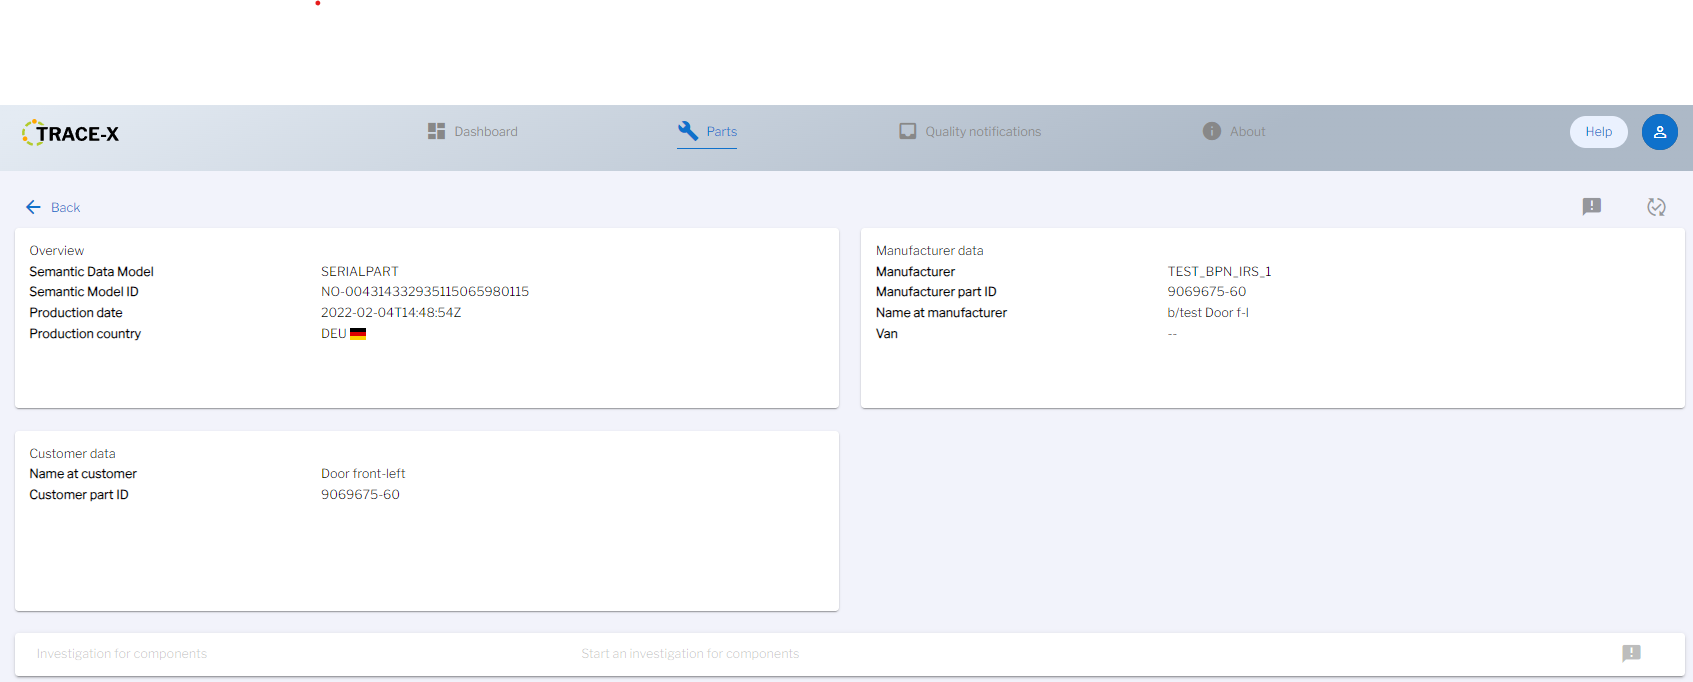 TRACE-X
Dashboard
Parts
Quality notifications
About
Help
Back
Overview
Semantic Data Model SERIALPART
Semantic Model ID NO-004314332935115065980115
Production date 2022-02-04T14:48:54Z
Production country DEU
Manufacturer data
Manufacturer TEST_BPN_IRS_1
Manufacturer part ID 9069675-60
Name at manufacturer b/test Door f-l
Van --
Customer data
Name at customer Door front-left
Customer part ID 9069675-60
Investigation for components Start an investigation for components